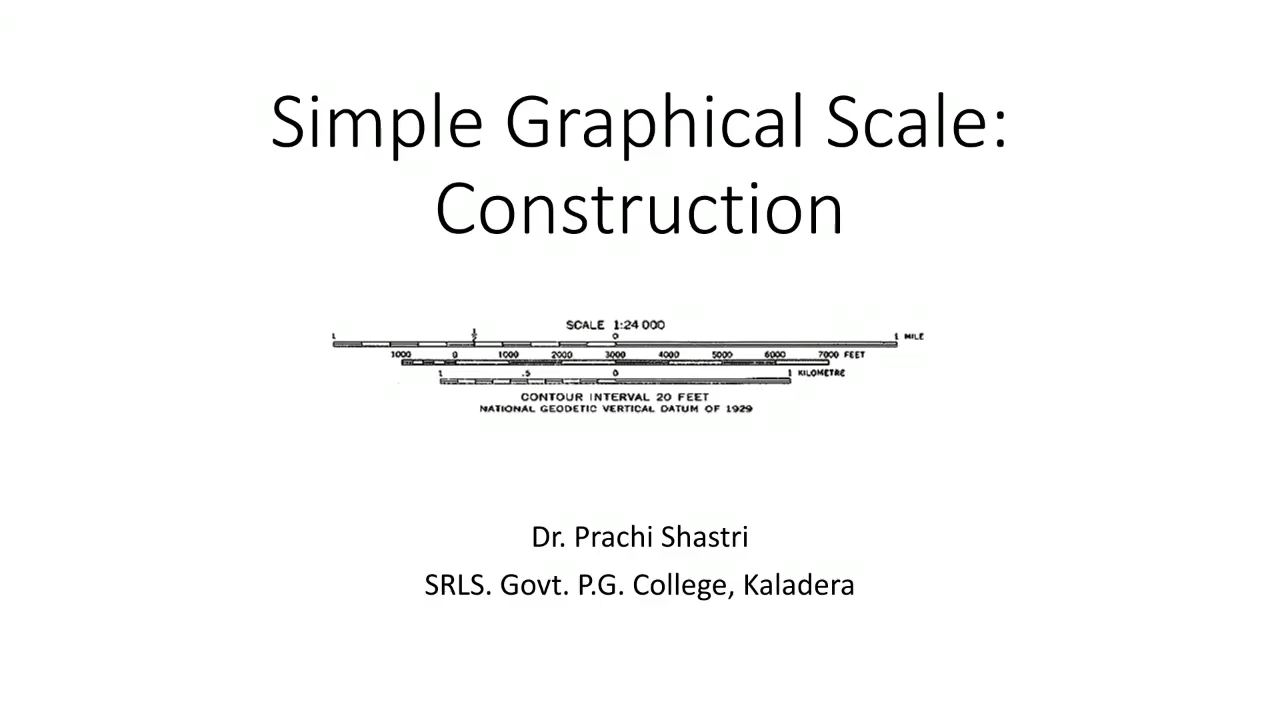 Simple Graphical Scale:
Construction
SCALE 1:24 000
1 1/2 0 1 MILE
1000 0 1000 2000 3000 4000 5000 6000 7000 FEET
1 .5 0 1 KILOMETRE
CONTOUR INTERVAL 20 FEET
NATIONAL GEODETIC VERTICAL DATUM OF 1929
Dr. Prachi Shastri
SRLS. Govt. P.G. College, Kaladera